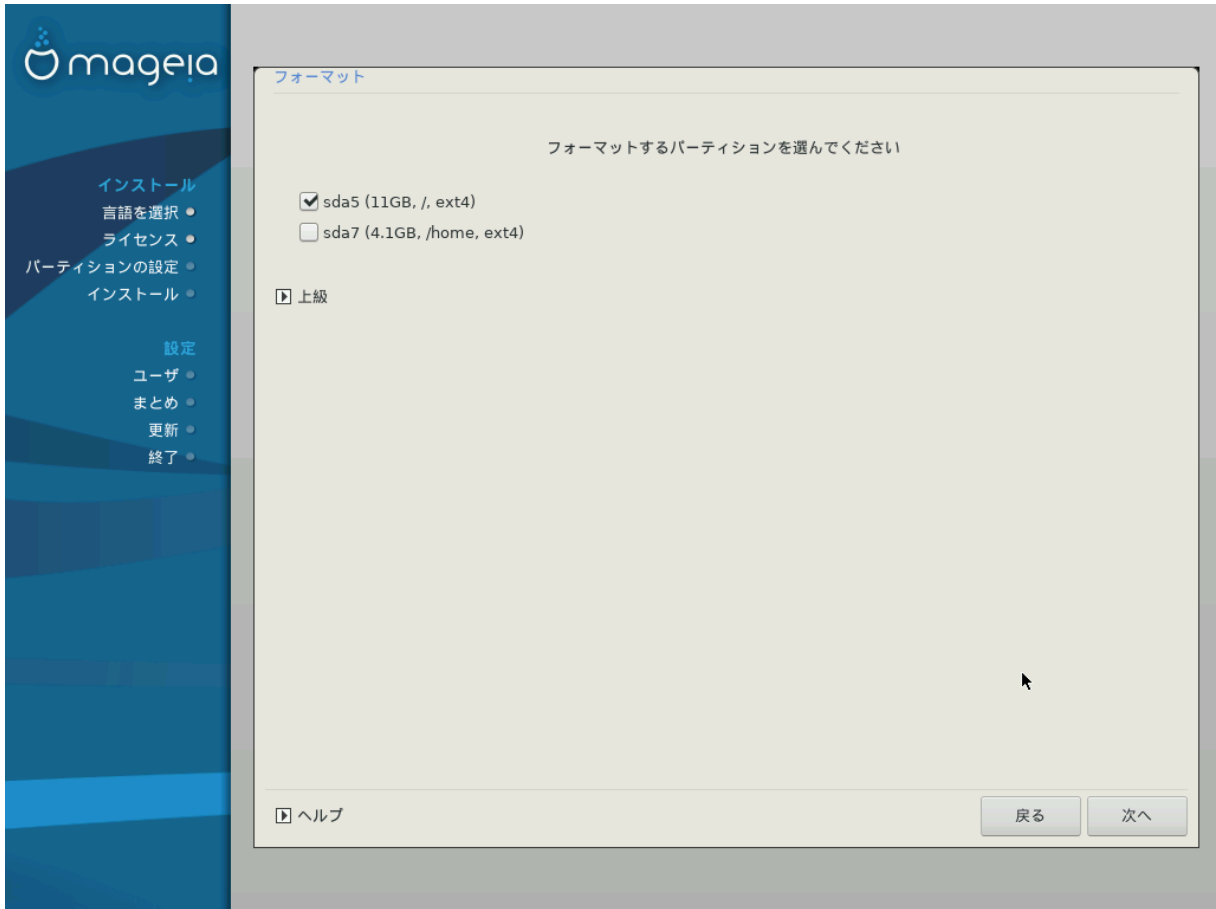 mageia
インストール
言語を選択
ライセンス
パーティションの設定
インストール
設定
ユーザ
まとめ
更新
終了
フォーマット
フォーマットするパーティションを選んでください
sda5 (11GB, /, ext4)
sda7 (4.1GB, /home, ext4)
上級
ヘルプ
戻る
次へ